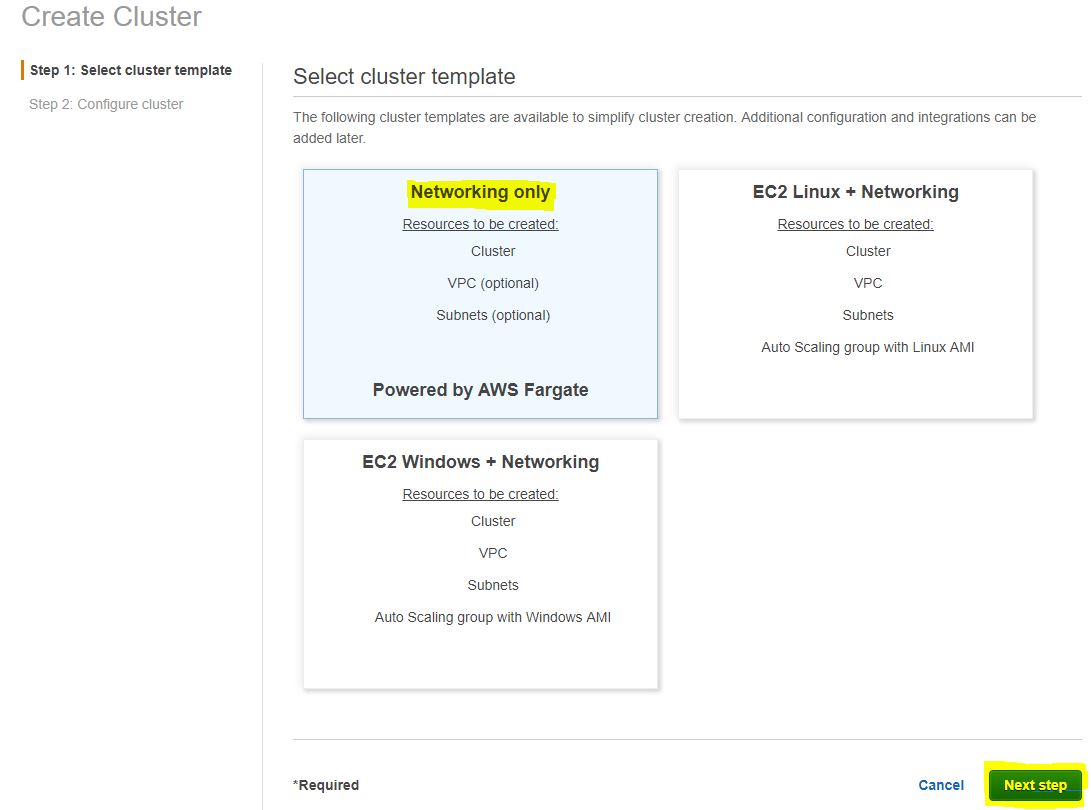 Create Cluster
Step 1: Select cluster template
Step 2: Configure cluster
Select cluster template
The following cluster templates are available to simplify cluster creation. Additional configuration and integrations can be
added later.
Networking only
Resources to be created:
Cluster
VPC (optional)
Subnets (optional)
Powered by AWS Fargate
EC2 Linux + Networking
Resources to be created:
Cluster
VPC
Subnets
Auto Scaling group with Linux AMI
EC2 Windows + Networking
Resources to be created:
Cluster
VPC
Subnets
Auto Scaling group with Windows AMI
*Required
Cancel
Next step